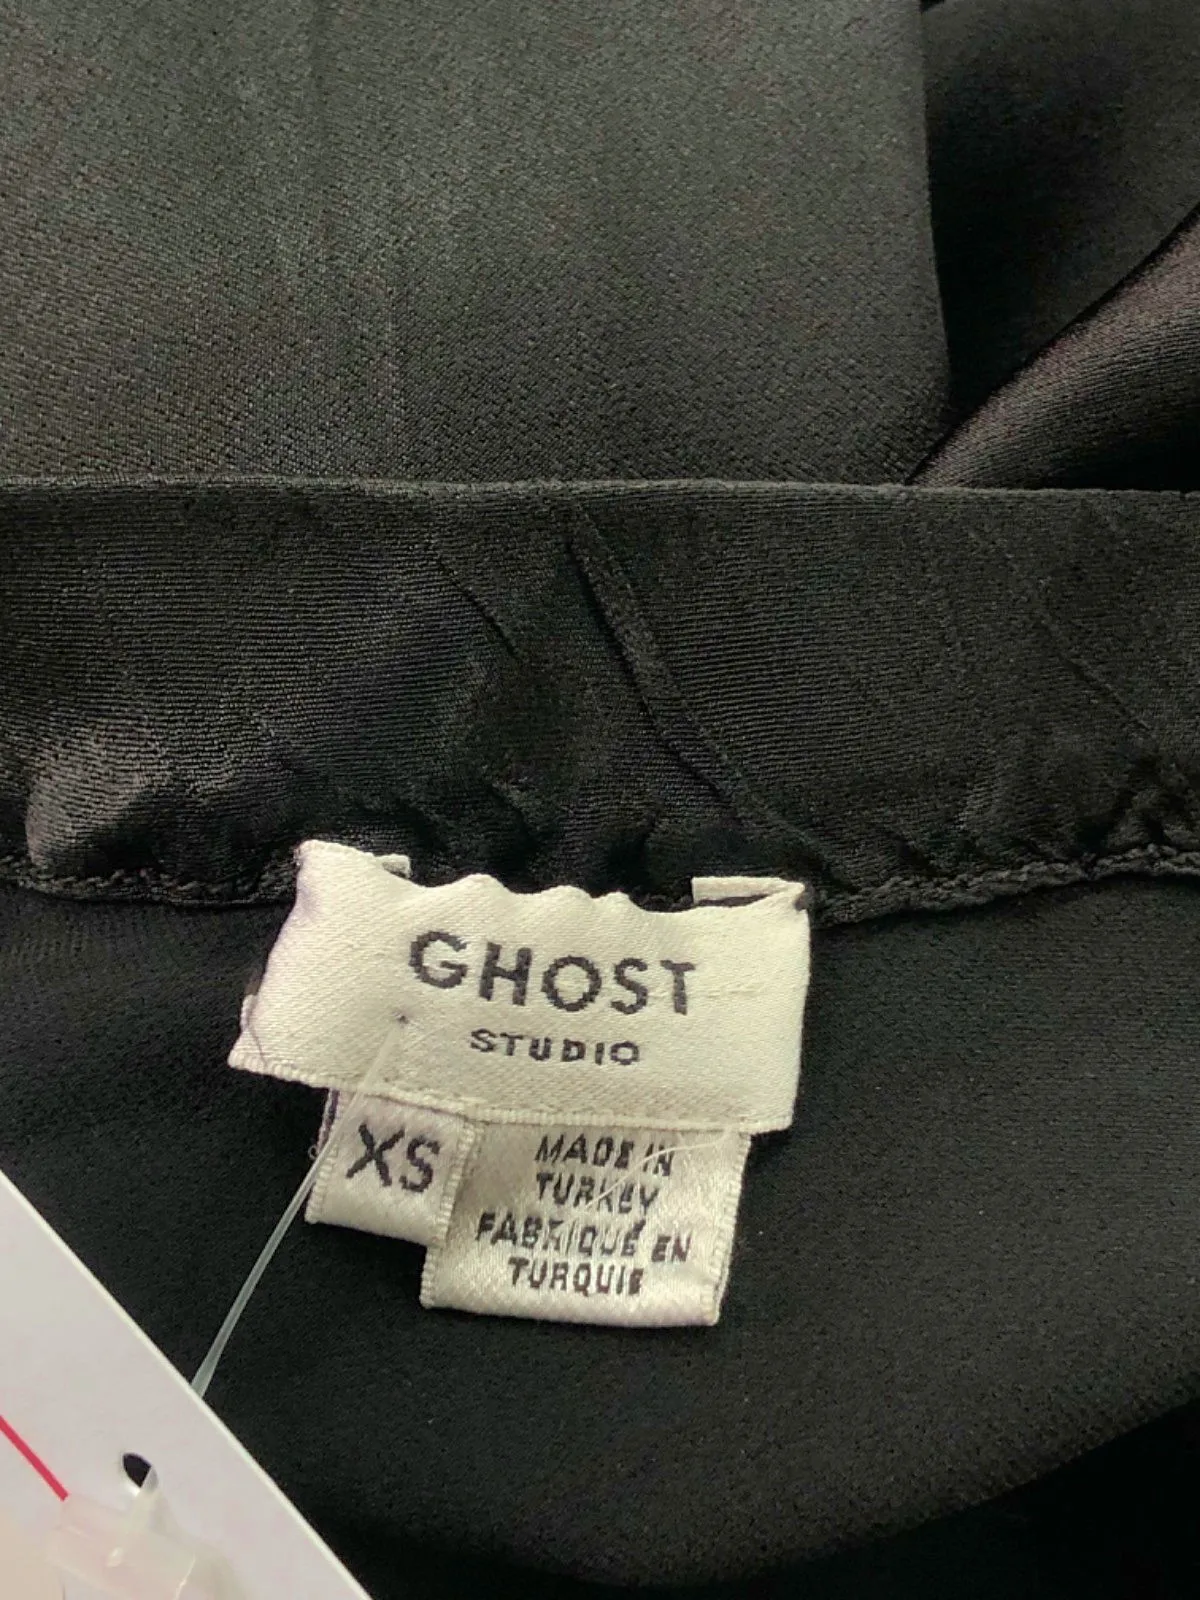 GHOST
STUDIO
XS
MADE IN
TURKEY
FABRIQUÉ EN
TURQUIE